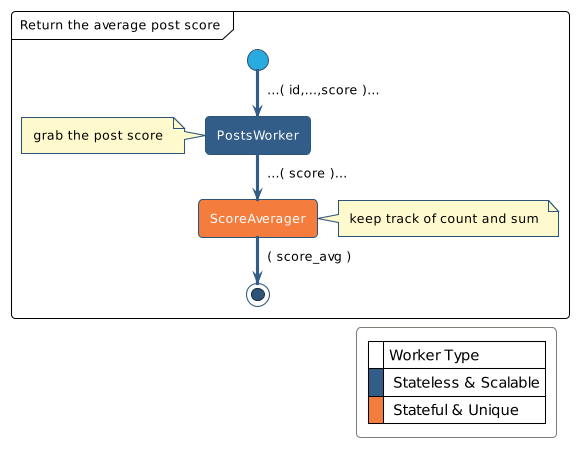 Return the average post score
...( id,...,score )...
grab the post score
PostsWorker
...( score )...
ScoreAverager
keep track of count and sum
( score_avg )
Worker Type
Stateless & Scalable
Stateful & Unique